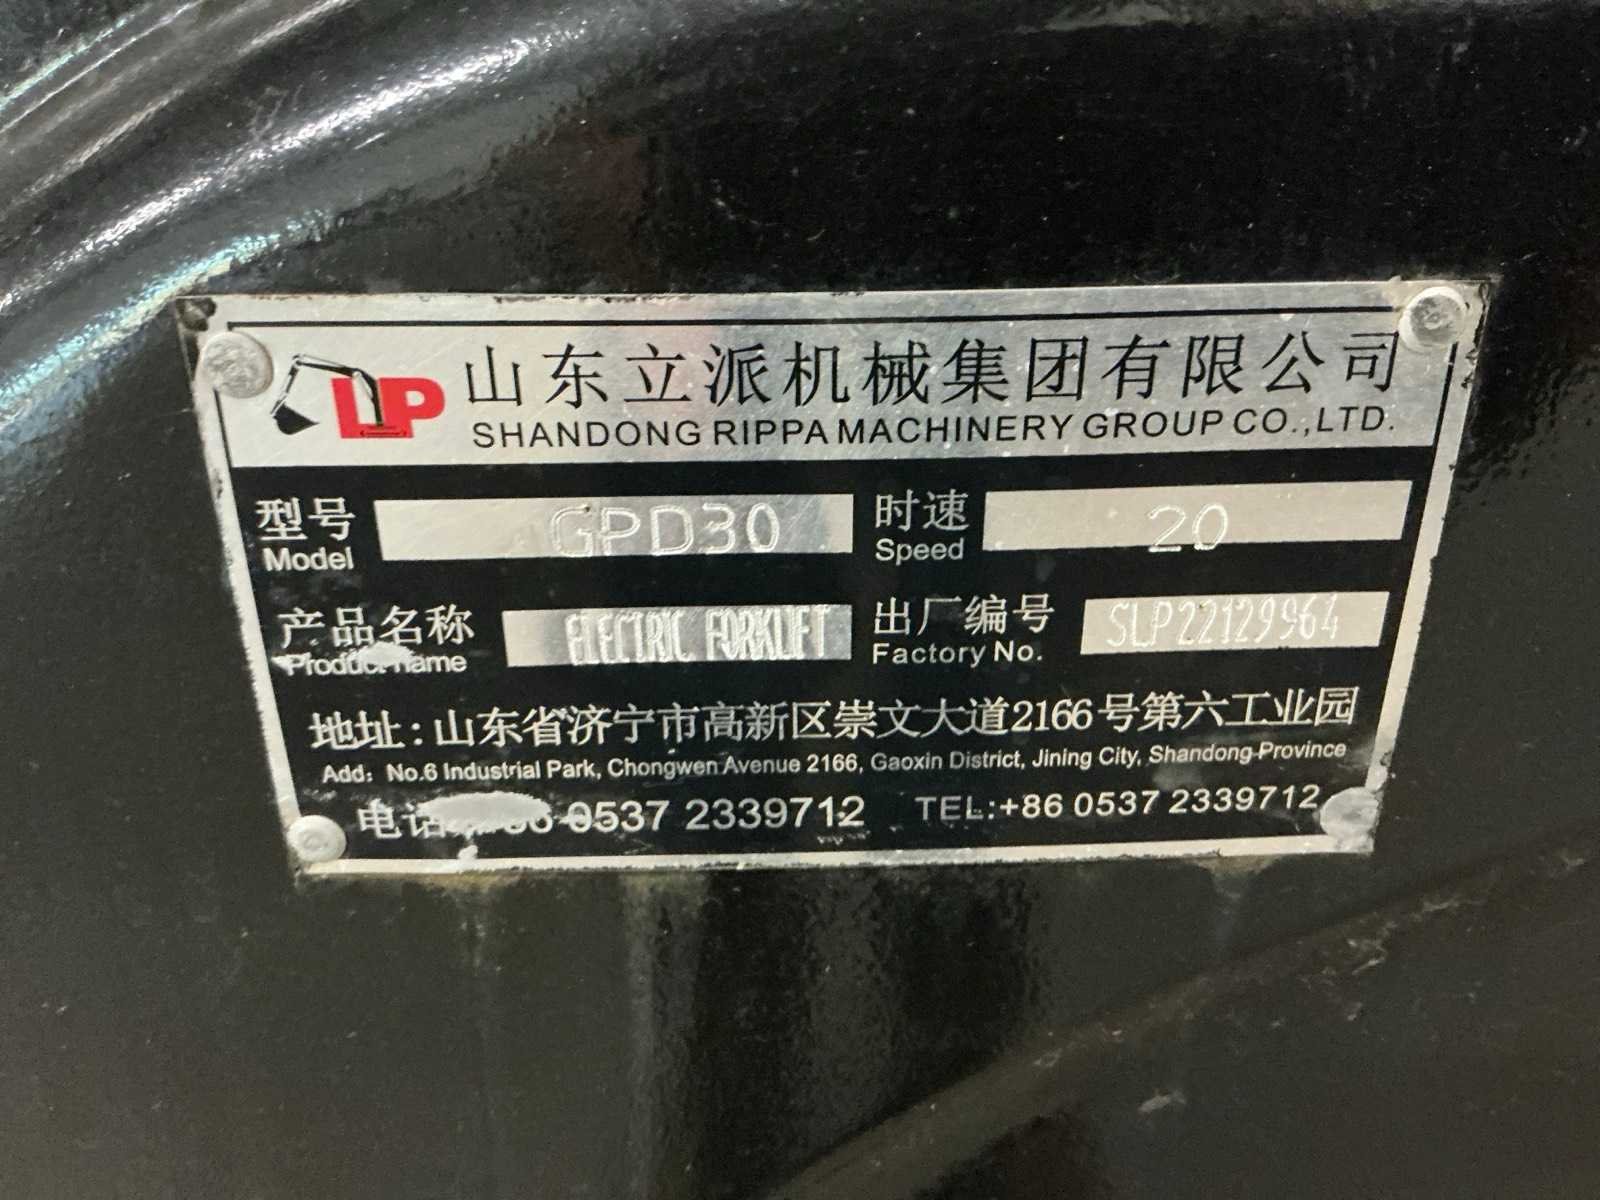 LP 山东立派机械集团有限公司
SHANDONG RIPPA MACHINERY GROUP CO.,LTD.
型号 GPD30 时速 20
Model Speed
产品名称 ELECTRIC FORKLIFT 出厂编号 SLP22129964
Product name Factory No.
地址:山东省济宁市高新区崇文大道2166号第六工业园
Add: No.6 Industrial Park, Chongwen Avenue 2166, Gaoxin District, Jining City, Shandong Province
电话 86 0537 2339712 TEL:+86 0537 2339712